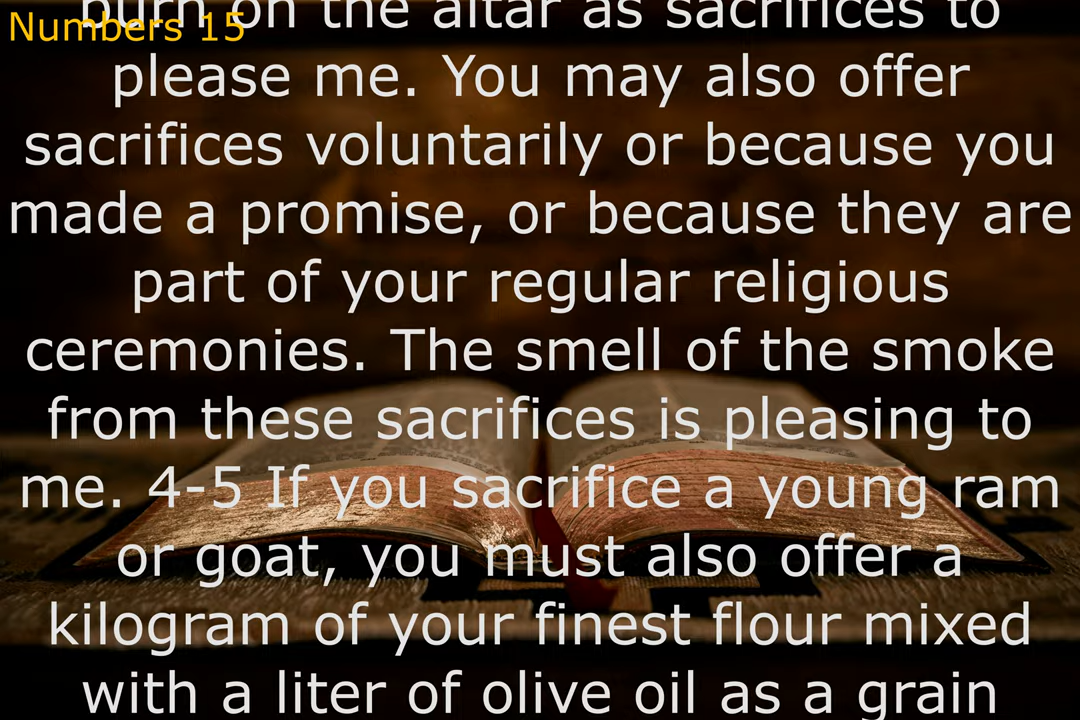 Numbers 15
burn on the altar as sacrifices to
please me. You may also offer
sacrifices voluntarily or because you
made a promise, or because they are
part of your regular religious
ceremonies. The smell of the smoke
from these sacrifices is pleasing to
me. 4-5 If you sacrifice a young ram
or goat, you must also offer a
kilogram of your finest flour mixed
with a liter of olive oil as a grain